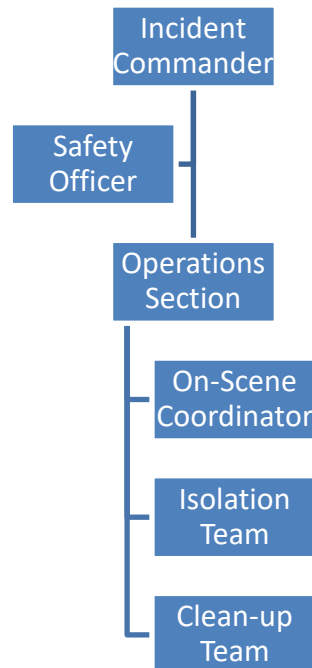 Incident
Commander
Safety
Officer
Operations
Section
On-Scene
Coordinator
Isolation
Team
Clean-up
Team